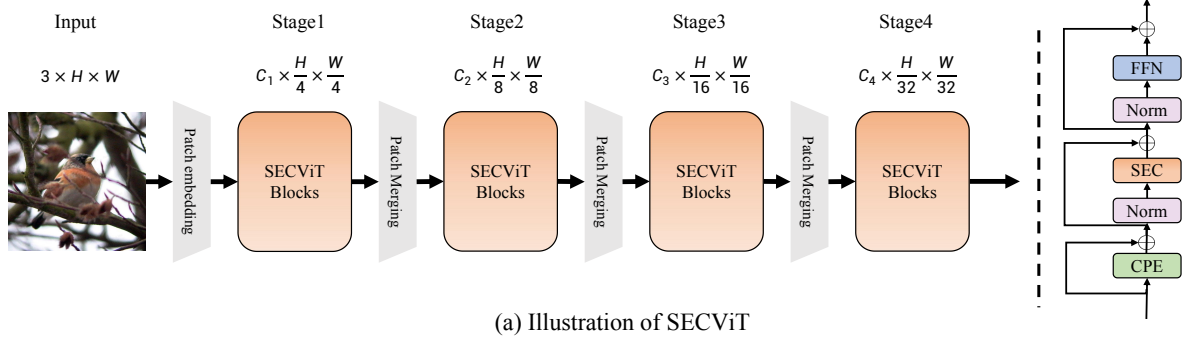 Input
Stage1
Stage2
Stage3
Stage4
3 × H × W
C₁ × H/4 × W/4
C₂ × H/8 × W/8
C₃ × H/16 × W/16
C₄ × H/32 × W/32
Patch embedding
SECViT
Blocks
Patch Merging
SECViT
Blocks
Patch Merging
SECViT
Blocks
Patch Merging
SECViT
Blocks
FFN
Norm
SEC
Norm
CPE
(a) Illustration of SECViT